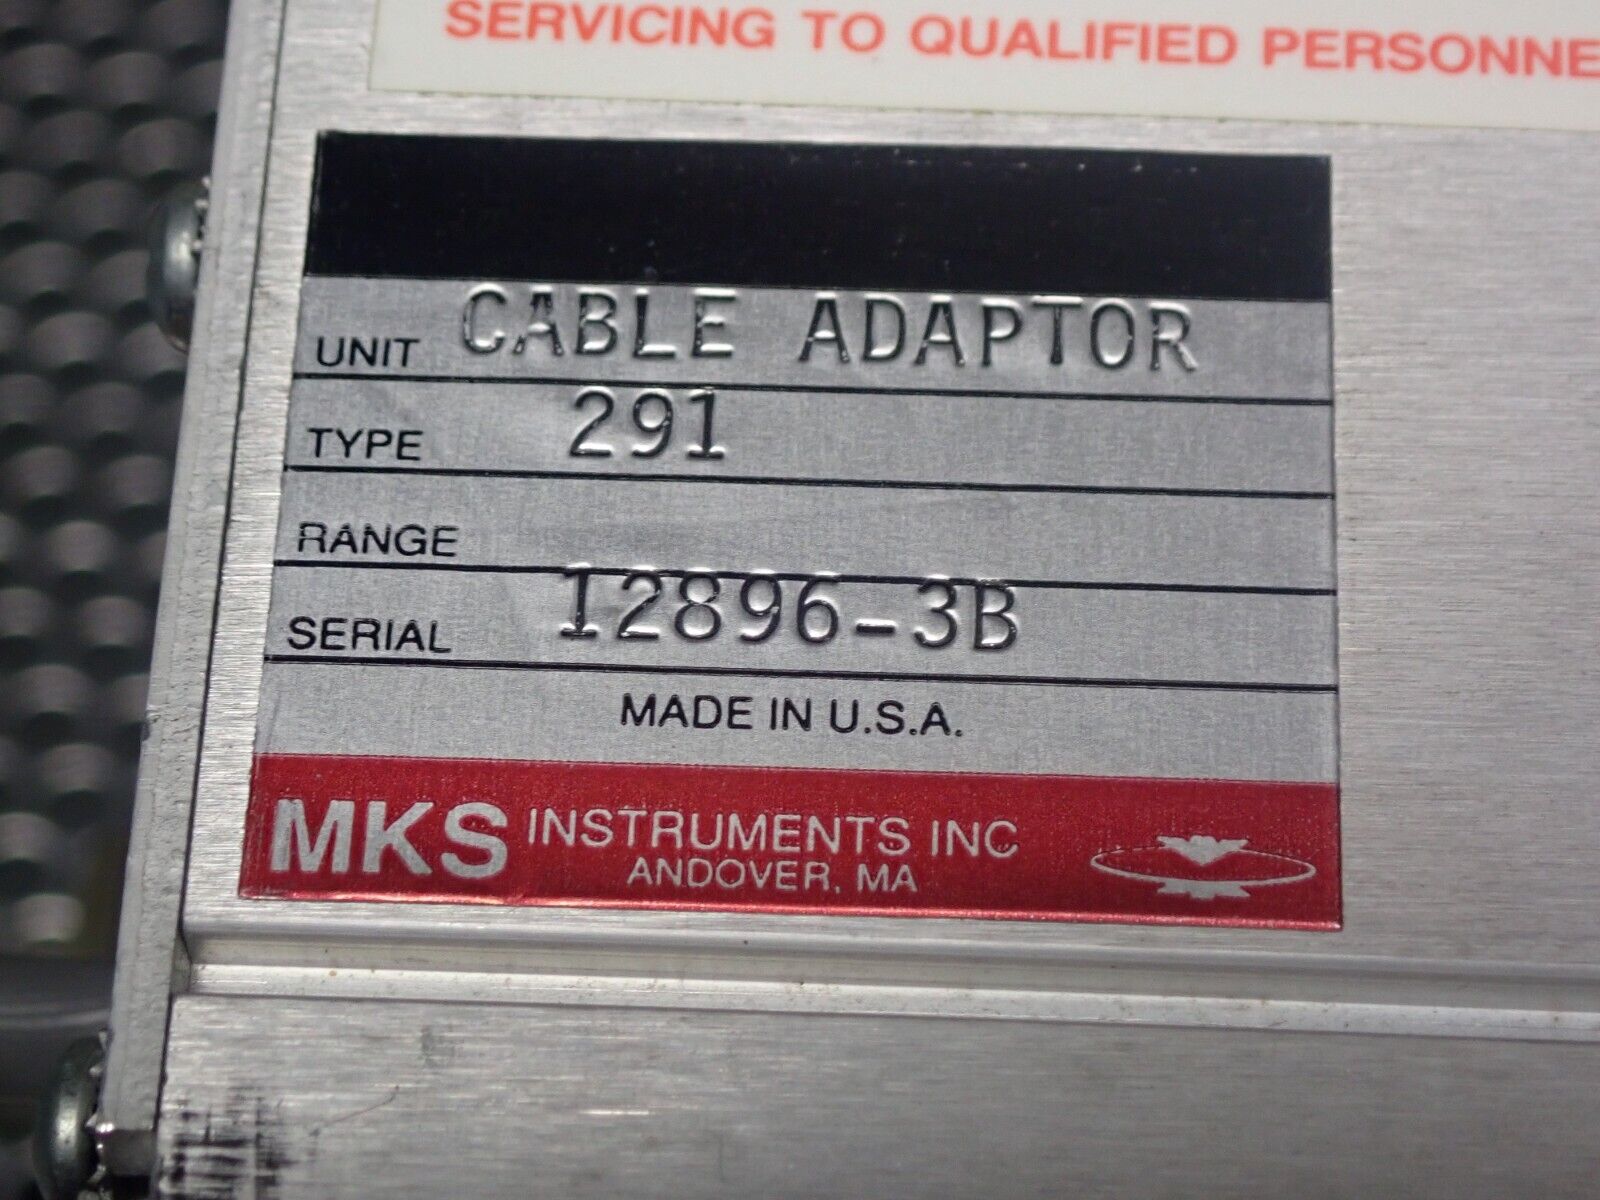 SERVICING TO QUALIFIED PERSONNE
UNIT CABLE ADAPTOR
TYPE 291
RANGE
SERIAL 12896-3B
MADE IN U.S.A.
MKS INSTRUMENTS INC
ANDOVER, MA